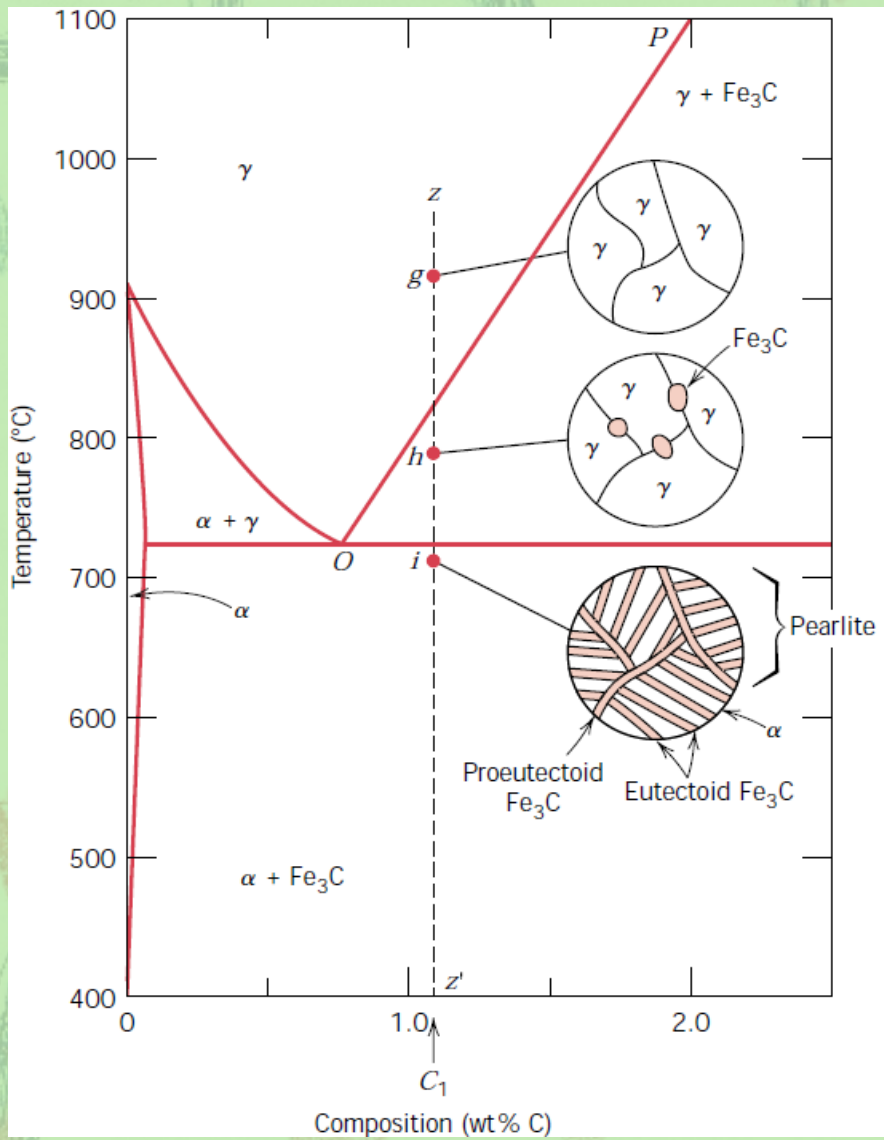 1100
P
γ + Fe₃C
1000
γ
z
γ
γ
γ
γ
g
900
Fe₃C
γ
γ
γ
γ
800
h
Temperature (°C)
α + γ
O
i
700
α
Pearlite
600
α
Proeutectoid
Fe₃C
Eutectoid Fe₃C
500
α + Fe₃C
z'
400
0
1.0
2.0
C₁
Composition (wt% C)